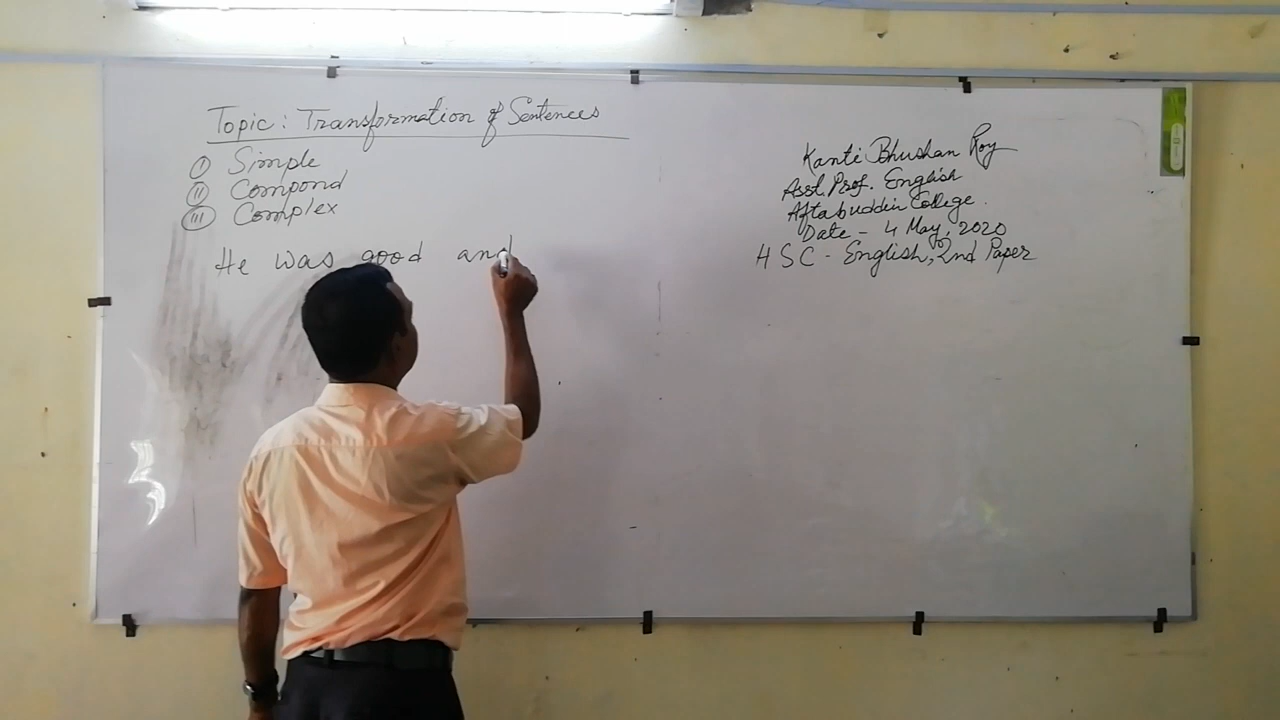 Topic: Transformation of Sentences
(i) Simple
(ii) Compond
(iii) Complex
He was good and
Kanti Bhushan Roy
Asst. Prof. English
Aftabuddin College.
Date - 4 May, 2020
HSC - English, 2nd Paper